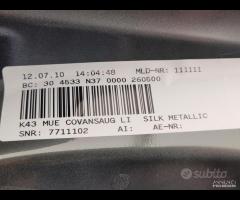 12.07.10 14:04:48 MLD-NR: 111111
BC: 30 4533 N37 0000 260500
K43 MUE COVANSAUG LI SILK METALLIC
SNR: 7711102 AI: AE-NR:
subito